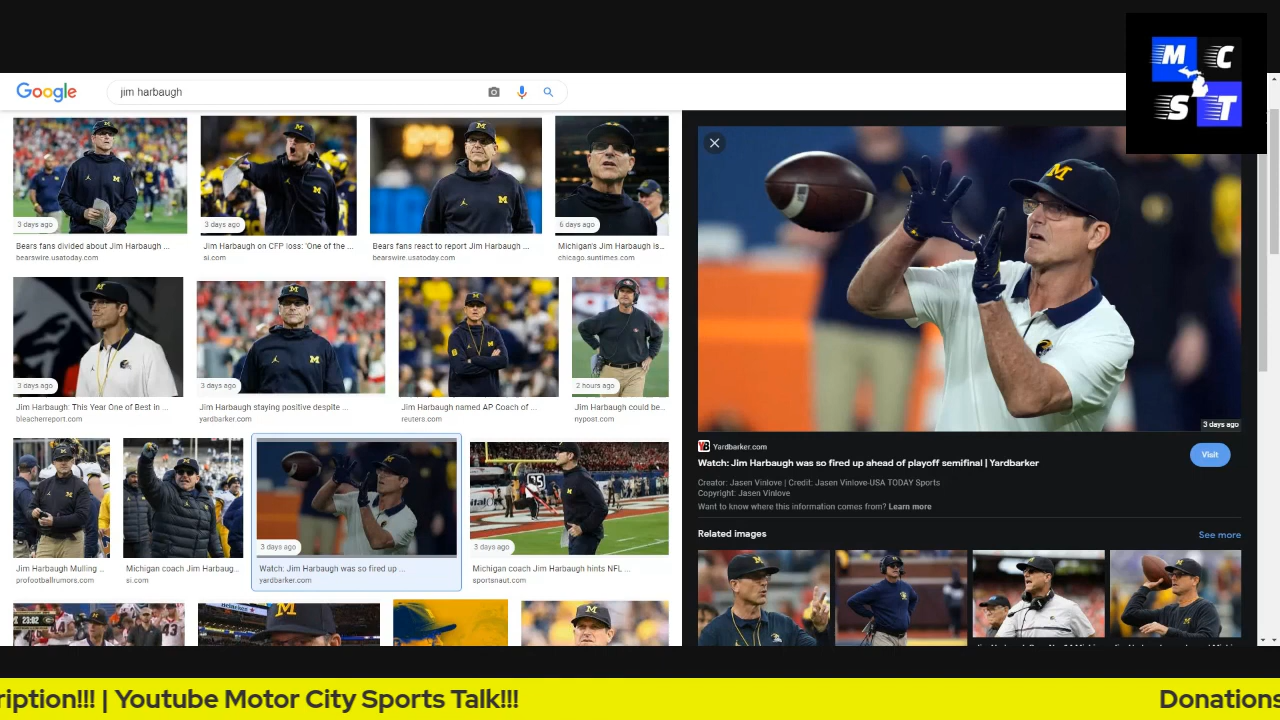 M C
S T
Google
jim harbaugh
3 days ago
3 days ago
6 days ago
Bears fans divided about Jim Harbaugh ...
bearswire.usatoday.com
Jim Harbaugh on CFP loss: 'One of the ...
si.com
Bears fans react to report Jim Harbaugh ...
bearswire.usatoday.com
Michigan's Jim Harbaugh is...
chicago.suntimes.com
3 days ago
3 days ago
2 hours ago
Jim Harbaugh: This Year One of Best in ...
bleacherreport.com
Jim Harbaugh staying positive despite ...
yardbarker.com
Jim Harbaugh named AP Coach of ...
reuters.com
Jim Harbaugh could be...
nypost.com
3 days ago
3 days ago
Jim Harbaugh Mulling ...
profootballrumors.com
Michigan coach Jim Harbaug...
si.com
Watch: Jim Harbaugh was so fired up ...
yardbarker.com
Michigan coach Jim Harbaugh hints NFL ...
sportsnaut.com
3 days ago
YB Yardbarker.com
Watch: Jim Harbaugh was so fired up ahead of playoff semifinal | Yardbarker
Visit
Creator: Jasen Vinlove | Credit: Jasen Vinlove-USA TODAY Sports
Copyright: Jasen Vinlove
Want to know where this information comes from? Learn more
Related images
See more
ription!!! | Youtube Motor City Sports Talk!!!
Donations